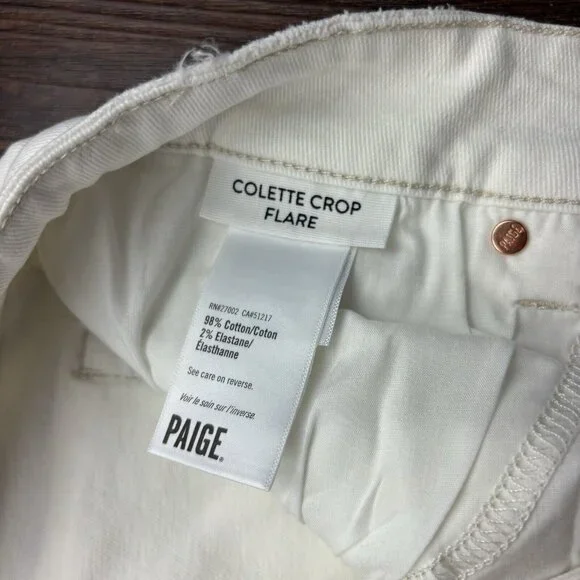 COLETTE CROP
FLARE
PAIGE
RN#27002 CA#51217
98% Cotton/Coton
2% Elastane/
Élasthanne
See care on reverse.
Voir le soin sur l'inverse.
PAIGE®